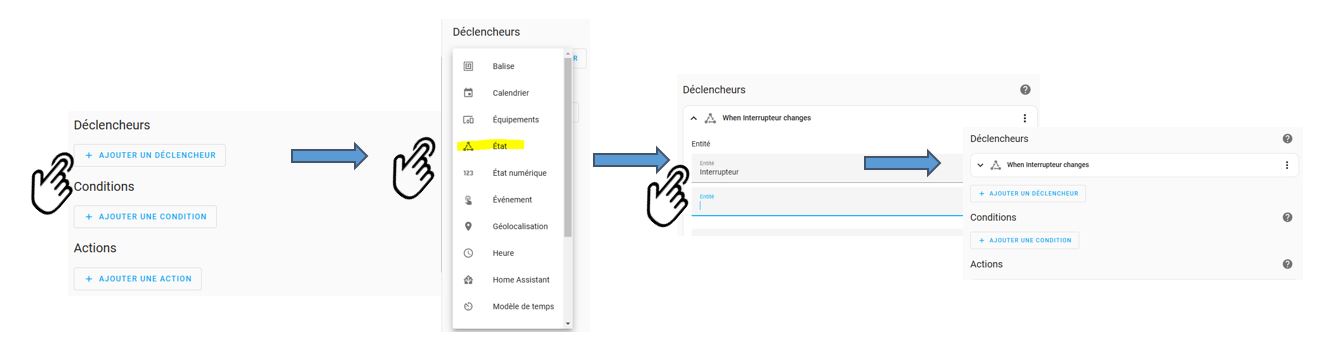 Déclencheurs
+ AJOUTER UN DÉCLENCHEUR
Conditions
+ AJOUTER UNE CONDITION
Actions
+ AJOUTER UNE ACTION
Déclencheurs
R
Balise
Calendrier
Équipements
État
123 État numérique
Événement
Géolocalisation
Heure
Home Assistant
Modèle de temps
Déclencheurs
When Interrupteur changes
Entité
Entité
Interrupteur
Entité
Déclencheurs
When Interrupteur changes
+ AJOUTER UN DÉCLENCHEUR
Conditions
+ AJOUTER UNE CONDITION
Actions